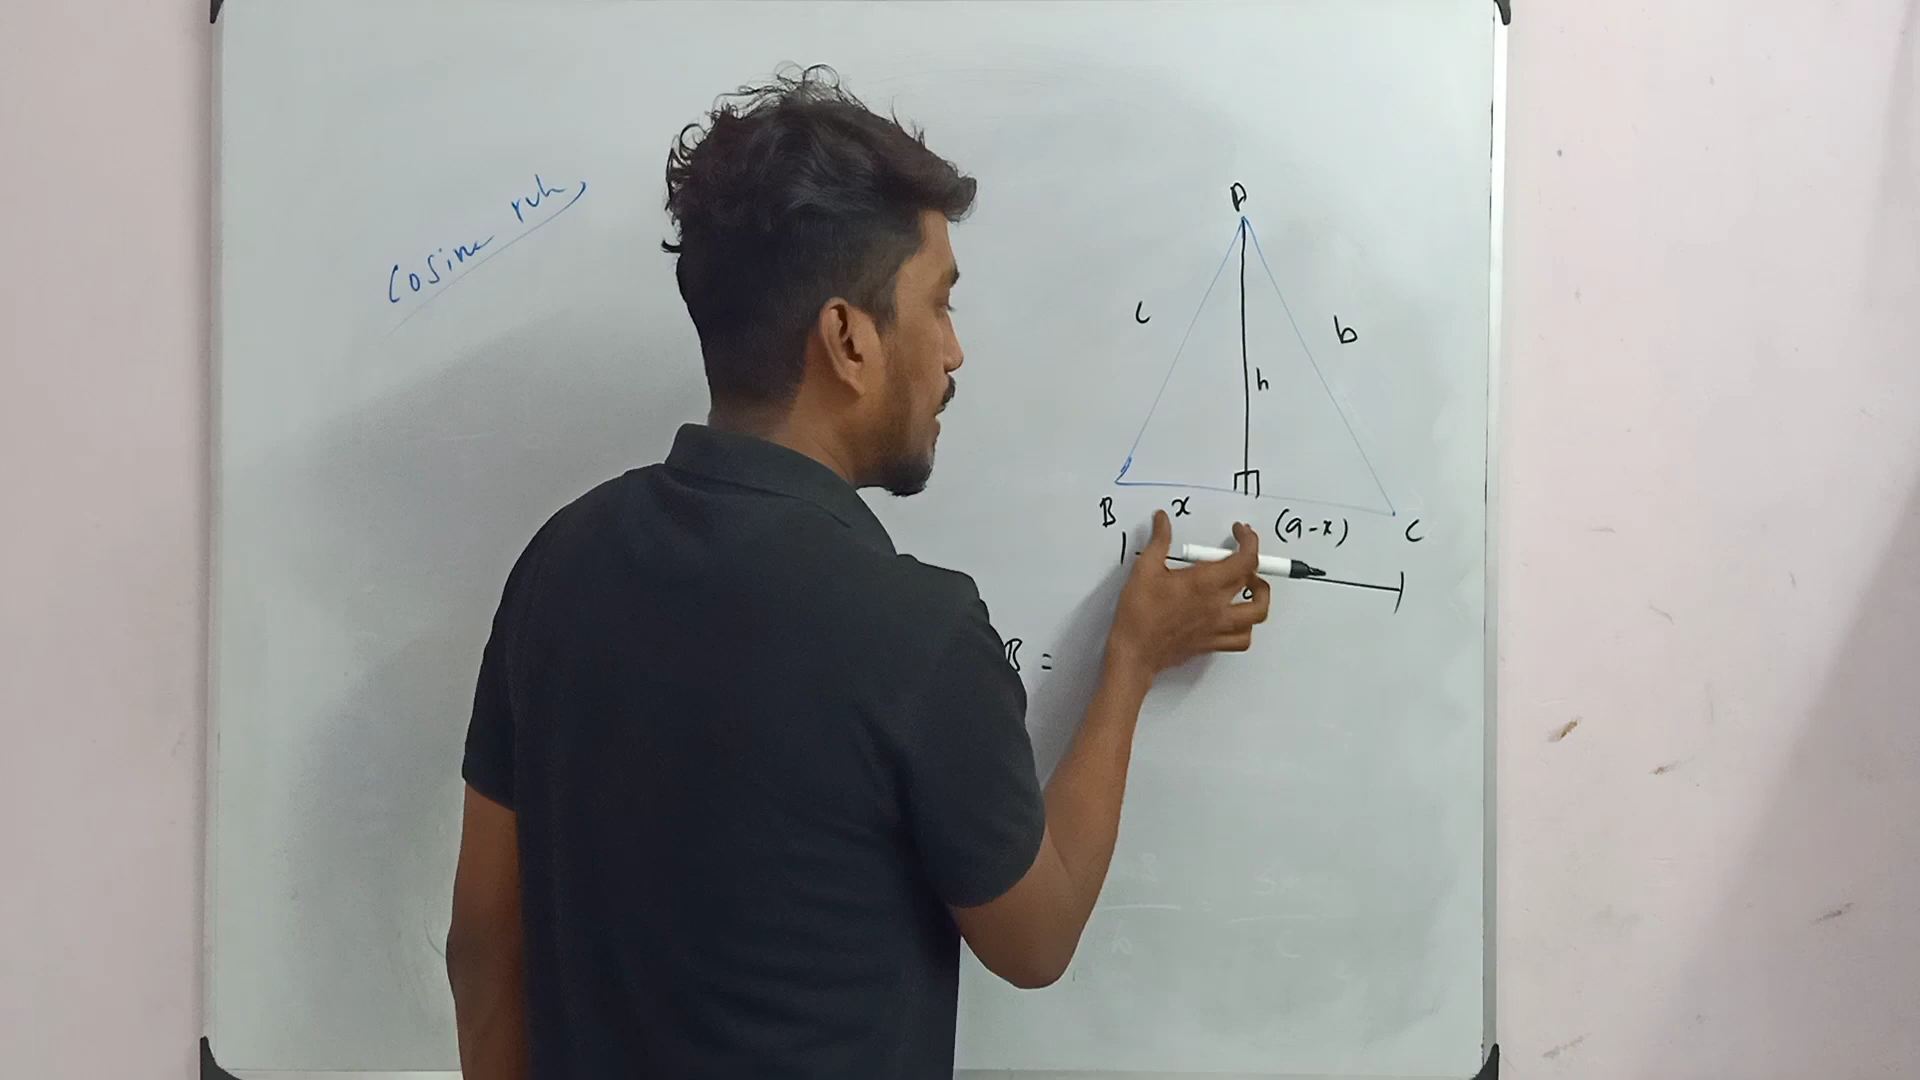 Cosine rule
A
c
b
h
B
x
(a-x)
C
a
B =